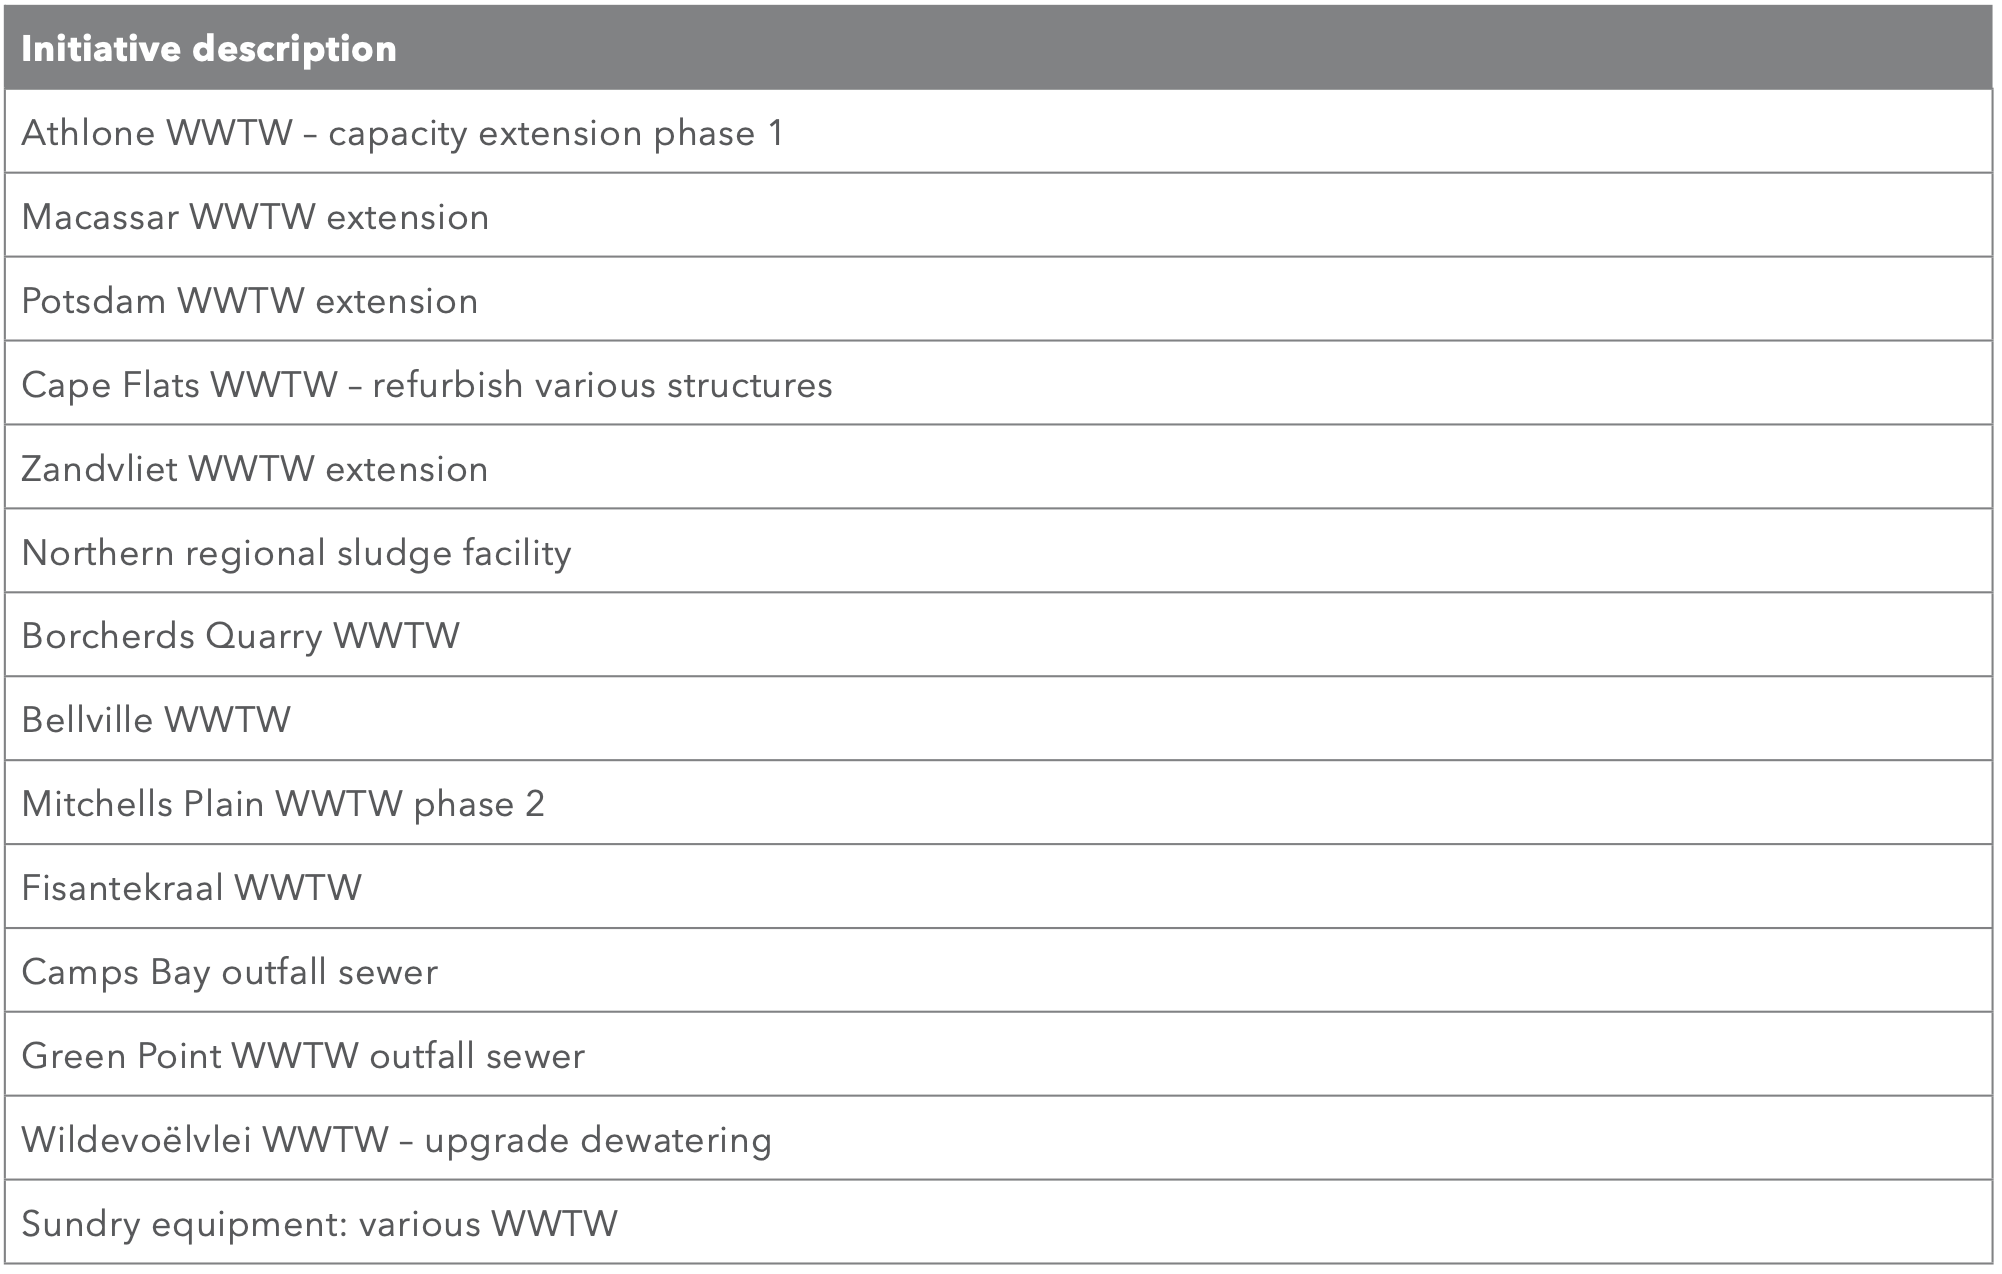 Initiative description
Athlone WWTW – capacity extension phase 1
Macassar WWTW extension
Potsdam WWTW extension
Cape Flats WWTW – refurbish various structures
Zandvliet WWTW extension
Northern regional sludge facility
Borcherds Quarry WWTW
Bellville WWTW
Mitchells Plain WWTW phase 2
Fisantekraal WWTW
Camps Bay outfall sewer
Green Point WWTW outfall sewer
Wildevoëlvlei WWTW – upgrade dewatering
Sundry equipment: various WWTW